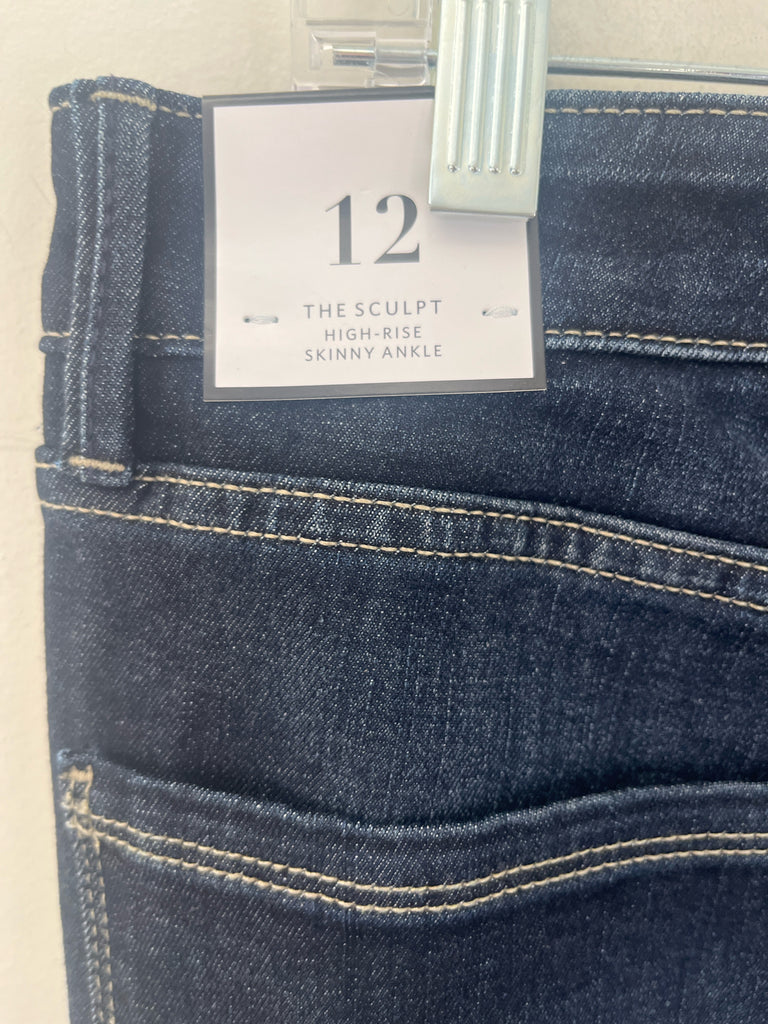 12
THE SCULPT
HIGH-RISE
SKINNY ANKLE